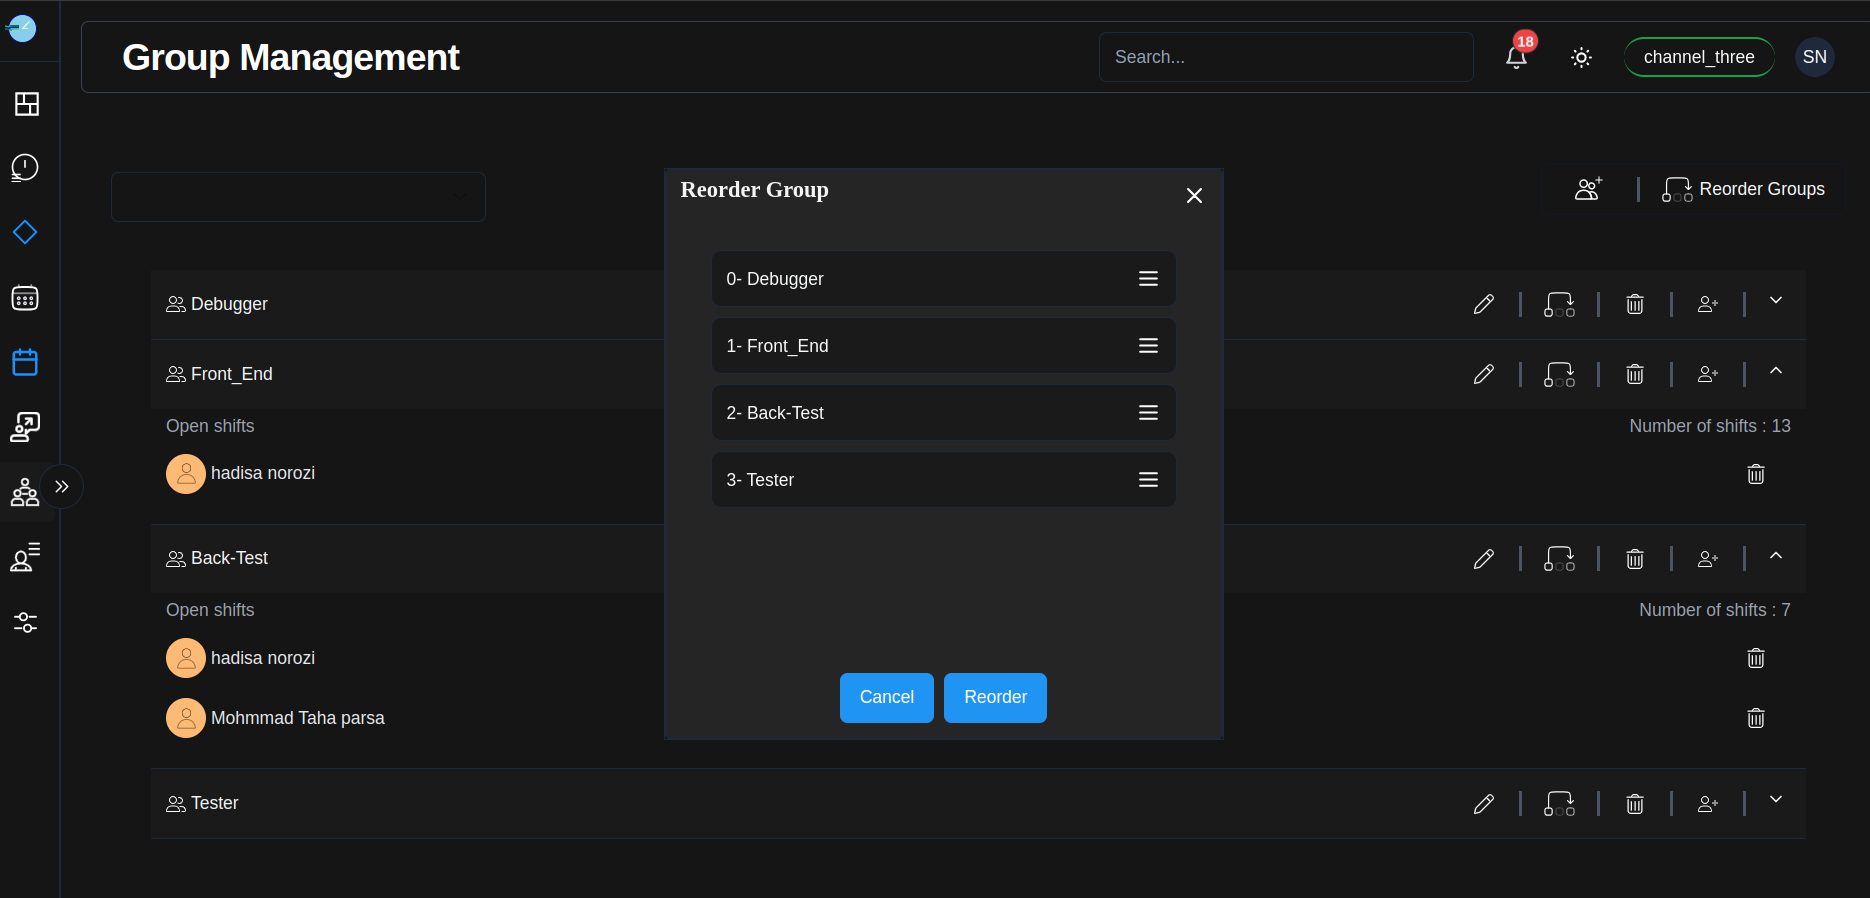 Group Management
Search...
18
channel_three
SN
Reorder Groups
Reorder Group
0- Debugger
1- Front_End
2- Back-Test
3- Tester
Cancel
Reorder
Debugger
Front_End
Open shifts
Number of shifts : 13
hadisa norozi
Back-Test
Open shifts
Number of shifts : 7
hadisa norozi
Mohmmad Taha parsa
Tester